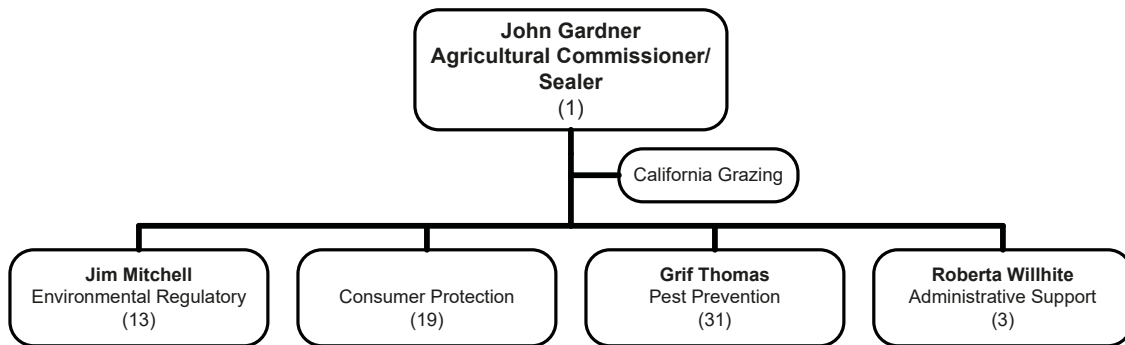 John Gardner
Agricultural Commissioner/
Sealer
(1)
California Grazing
Jim Mitchell
Environmental Regulatory
(13)
Consumer Protection
(19)
Grif Thomas
Pest Prevention
(31)
Roberta Willhite
Administrative Support
(3)